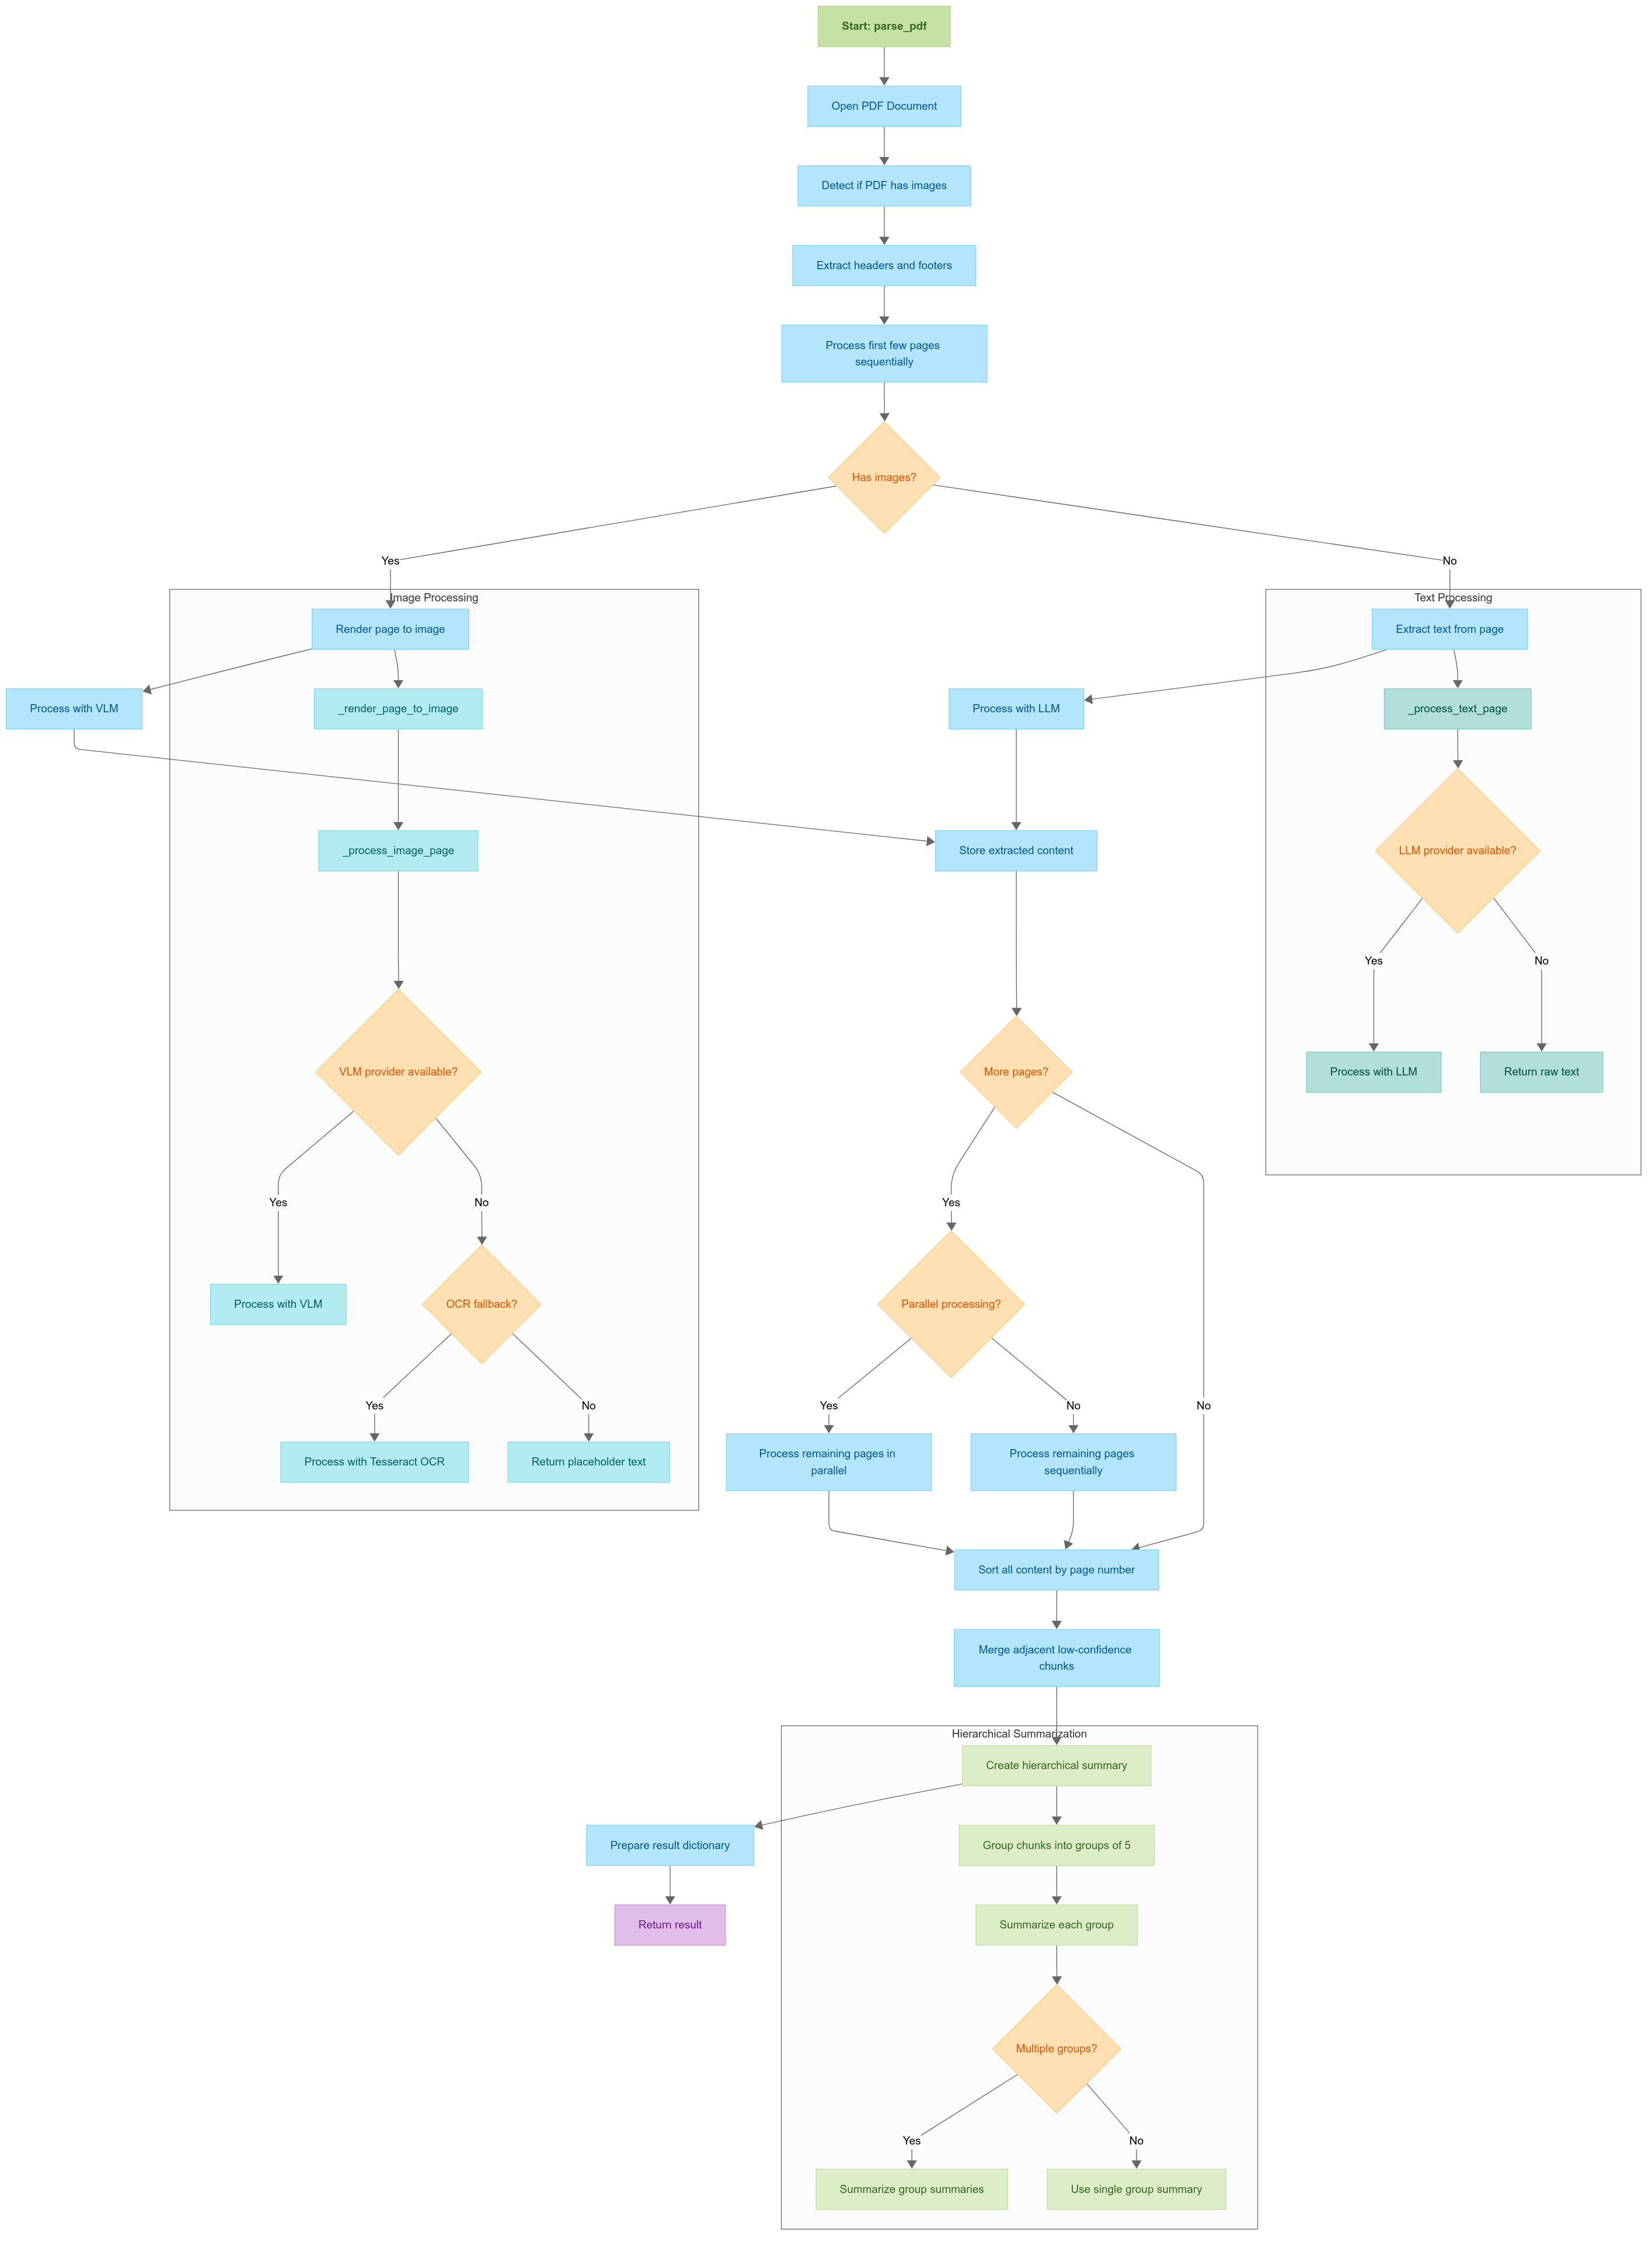 Start: parse_pdf
Open PDF Document
Detect if PDF has images
Extract headers and footers
Process first few pages
sequentially
Has images?
Yes
No
Image Processing
Text Processing
Render page to image
Extract text from page
Process with VLM
_render_page_to_image
Process with LLM
_process_text_page
_process_image_page
Store extracted content
LLM provider available?
Yes
No
VLM provider available?
More pages?
Process with LLM
Return raw text
Yes
No
Yes
Process with VLM
OCR fallback?
Parallel processing?
Yes
No
Yes
No
No
Process with Tesseract OCR
Return placeholder text
Process remaining pages in
parallel
Process remaining pages
sequentially
Sort all content by page number
Merge adjacent low-confidence
chunks
Hierarchical Summarization
Create hierarchical summary
Prepare result dictionary
Group chunks into groups of 5
Return result
Summarize each group
Multiple groups?
Yes
No
Summarize group summaries
Use single group summary